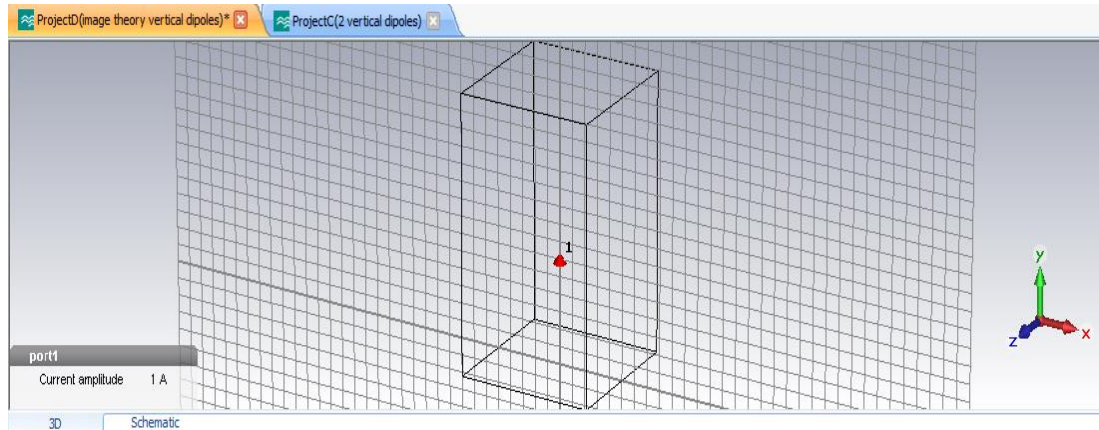 ProjectD(image theory vertical dipoles)* ProjectC(2 vertical dipoles)
1
y
x
z
port1
Current amplitude 1 A
3D Schematic